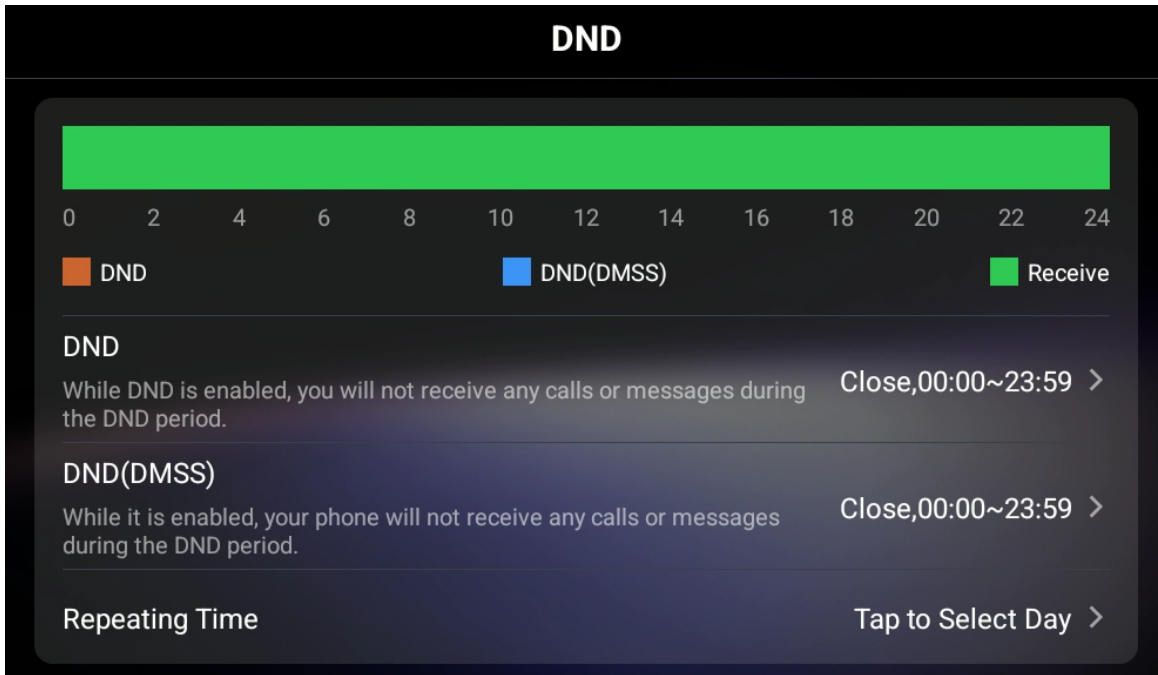 DND
0 2 4 6 8 10 12 14 16 18 20 22 24
DND DND(DMSS) Receive
DND
While DND is enabled, you will not receive any calls or messages during
the DND period.
Close,00:00~23:59
DND(DMSS)
While it is enabled, your phone will not receive any calls or messages
during the DND period.
Close,00:00~23:59
Repeating Time Tap to Select Day